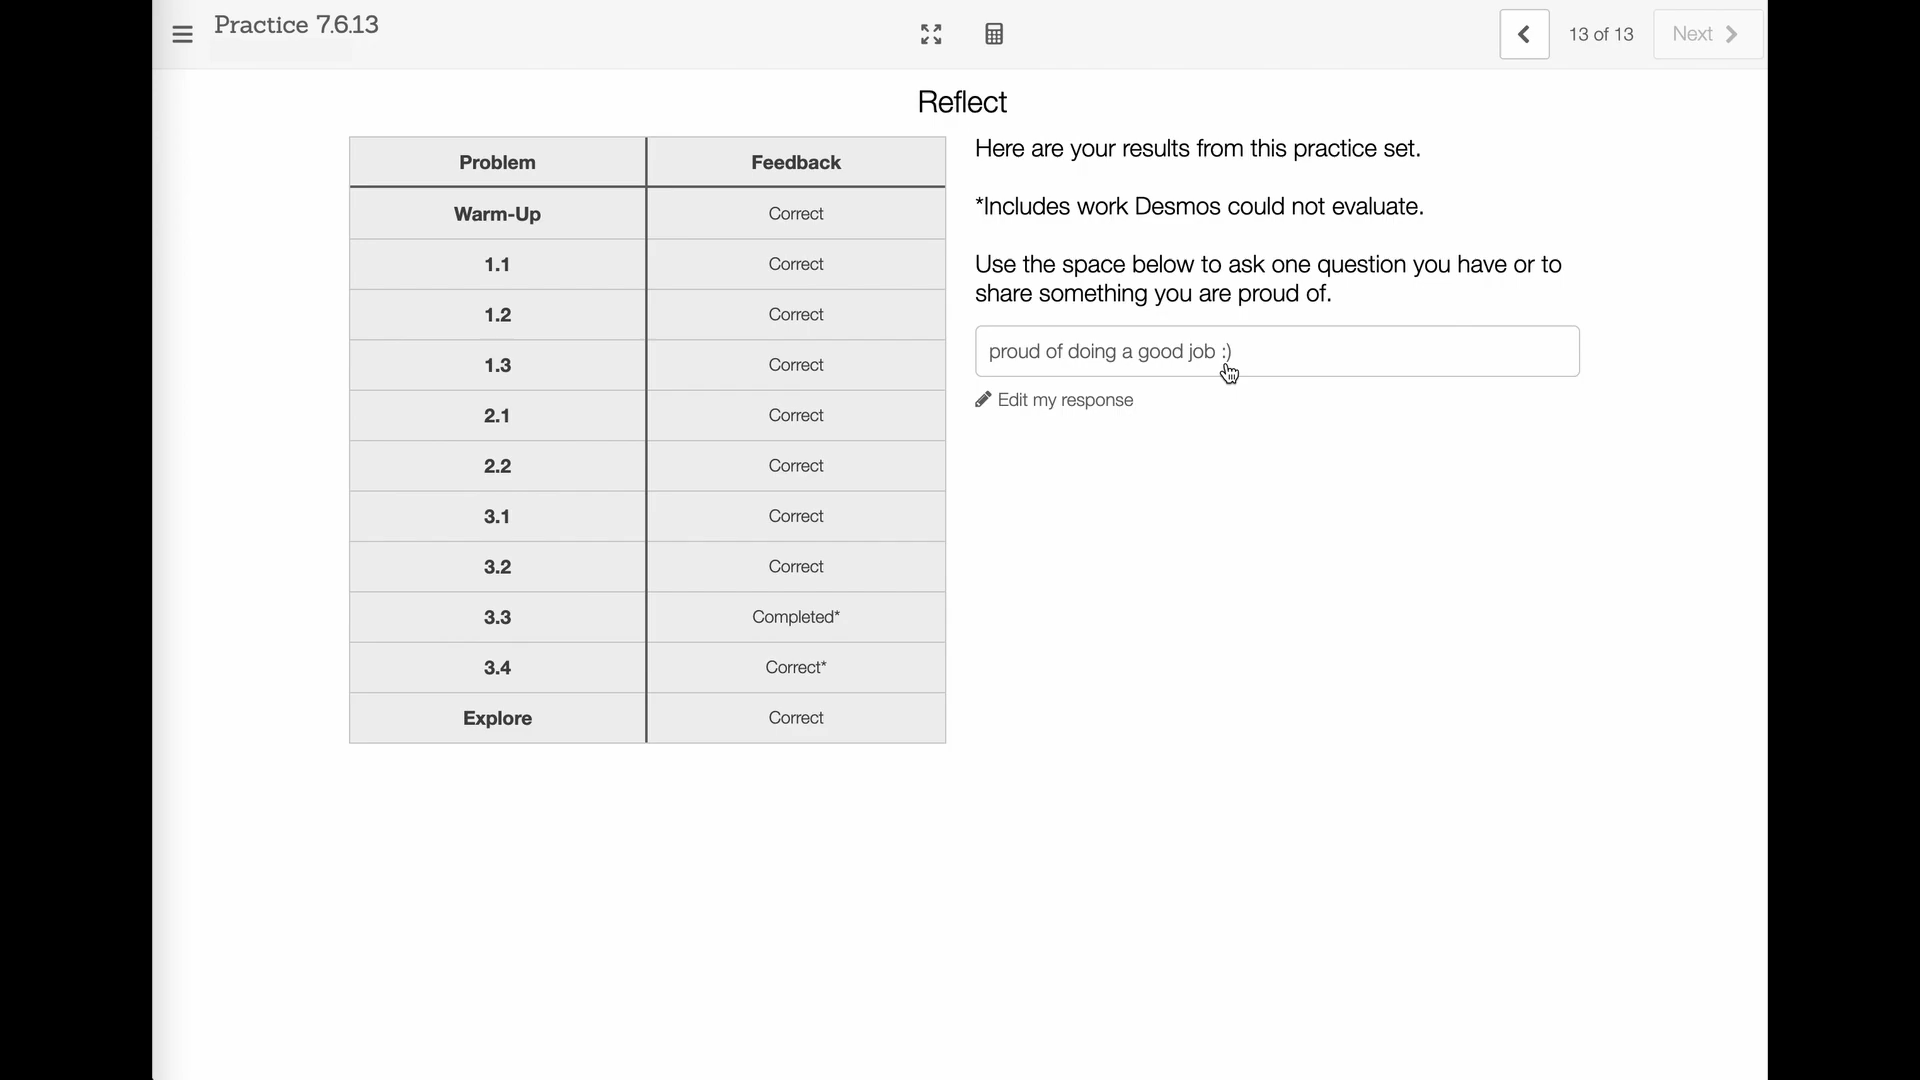 Practice 7.6.13
13 of 13
Next
Reflect
Problem Feedback
Warm-Up Correct
1.1 Correct
1.2 Correct
1.3 Correct
2.1 Correct
2.2 Correct
3.1 Correct
3.2 Correct
3.3 Completed*
3.4 Correct*
Explore Correct
Here are your results from this practice set.
*Includes work Desmos could not evaluate.
Use the space below to ask one question you have or to
share something you are proud of.
proud of doing a good job :)
Edit my response